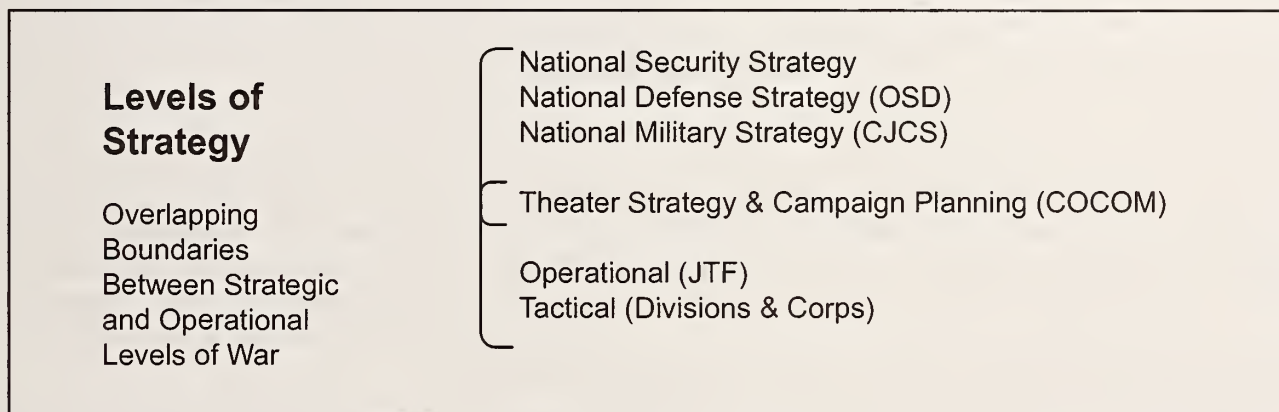 Levels of
Strategy
Overlapping
Boundaries
Between Strategic
and Operational
Levels of War
National Security Strategy
National Defense Strategy (OSD)
National Military Strategy (CJCS)
Theater Strategy & Campaign Planning (COCOM)
Operational (JTF)
Tactical (Divisions & Corps)